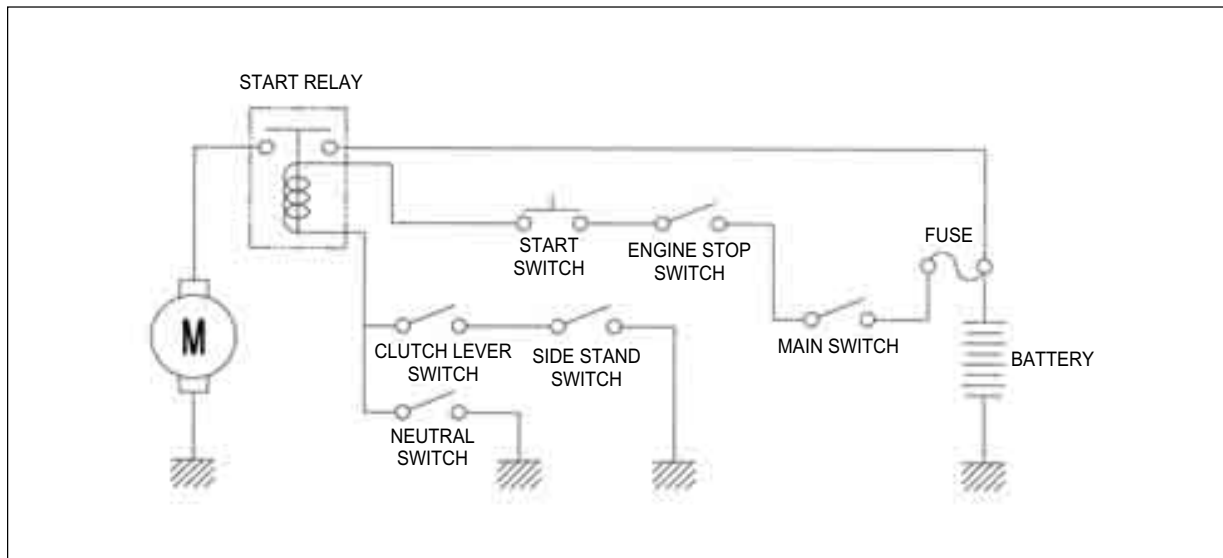 START RELAY
START
SWITCH
ENGINE STOP
SWITCH
FUSE
M
CLUTCH LEVER
SWITCH
SIDE STAND
SWITCH
MAIN SWITCH
BATTERY
NEUTRAL
SWITCH